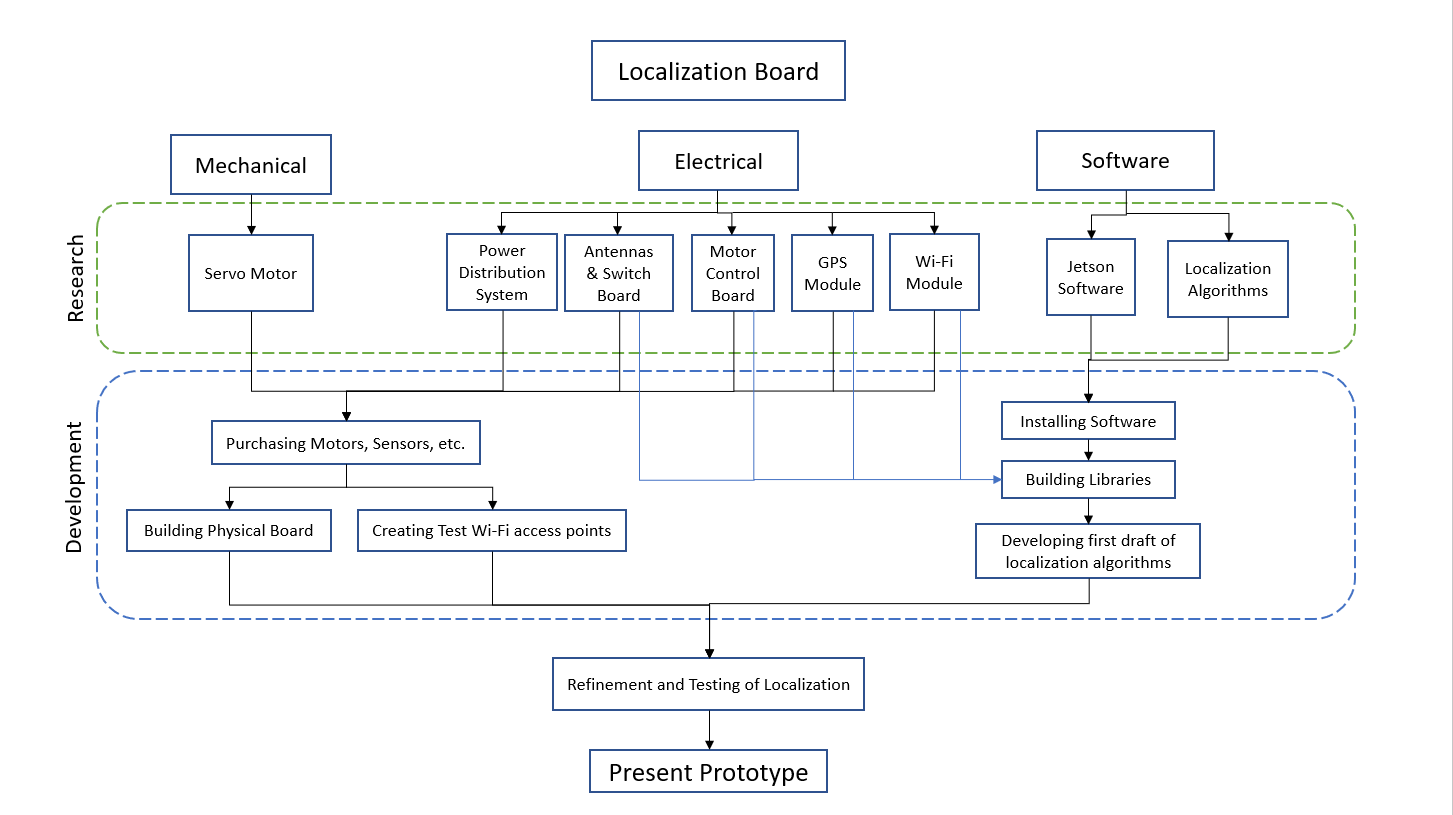 Localization Board
Mechanical
Electrical
Software
Research
Servo Motor
Power
Distribution
System
Antennas
& Switch
Board
Motor
Control
Board
GPS
Module
Wi-Fi
Module
Jetson
Software
Localization
Algorithms
Development
Purchasing Motors, Sensors, etc.
Installing Software
Building Libraries
Building Physical Board
Creating Test Wi-Fi access points
Developing first draft of
localization algorithms
Refinement and Testing of Localization
Present Prototype